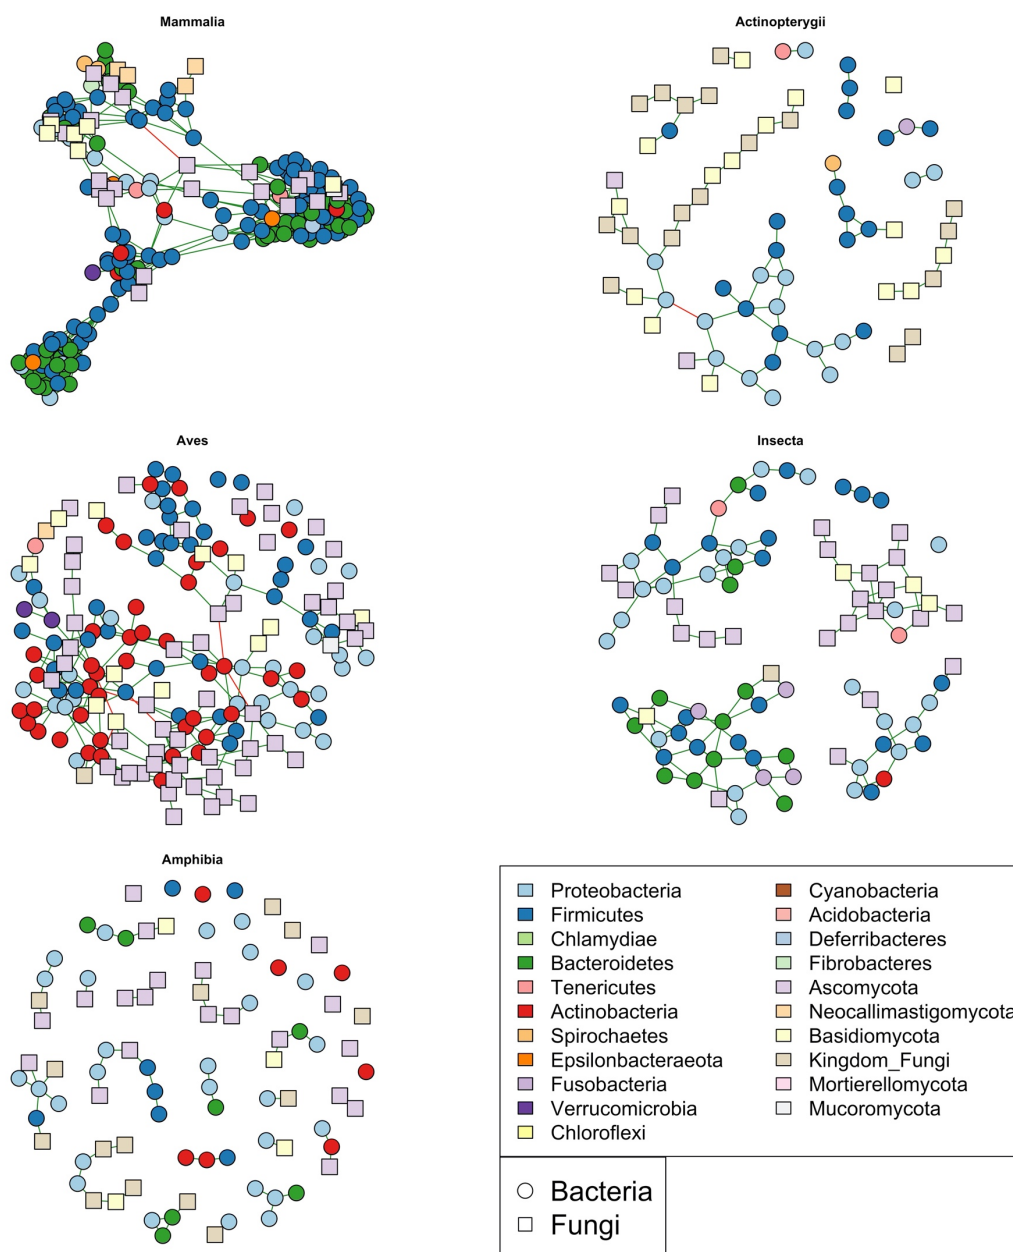 Mammalia
Actinopterygii
Aves
Insecta
Amphibia
Proteobacteria
Firmicutes
Chlamydiae
Bacteroidetes
Tenericutes
Actinobacteria
Spirochaetes
Epsilonbacteraeota
Fusobacteria
Verrucomicrobia
Chloroflexi
Cyanobacteria
Acidobacteria
Deferribacteres
Fibrobacteres
Ascomycota
Neocallimastigomycota
Basidiomycota
Kingdom_Fungi
Mortierellomycota
Mucoromycota
Bacteria
Fungi